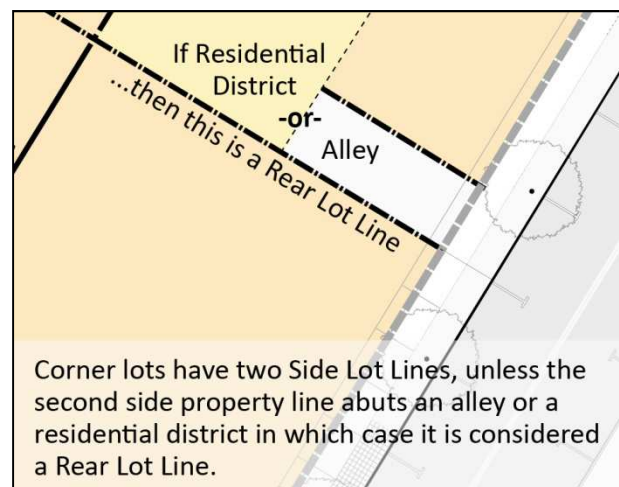 If Residential
District
-or-
Alley
...then this is a Rear Lot Line
Corner lots have two Side Lot Lines, unless the
second side property line abuts an alley or a
residential district in which case it is considered
a Rear Lot Line.